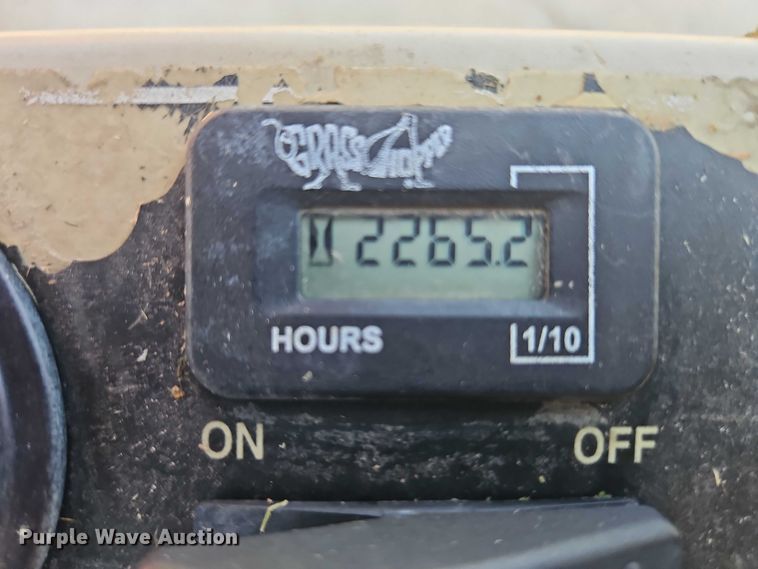 GRASSHOPPER
2265.2
HOURS
1/10
ON
OFF
Purple Wave Auction